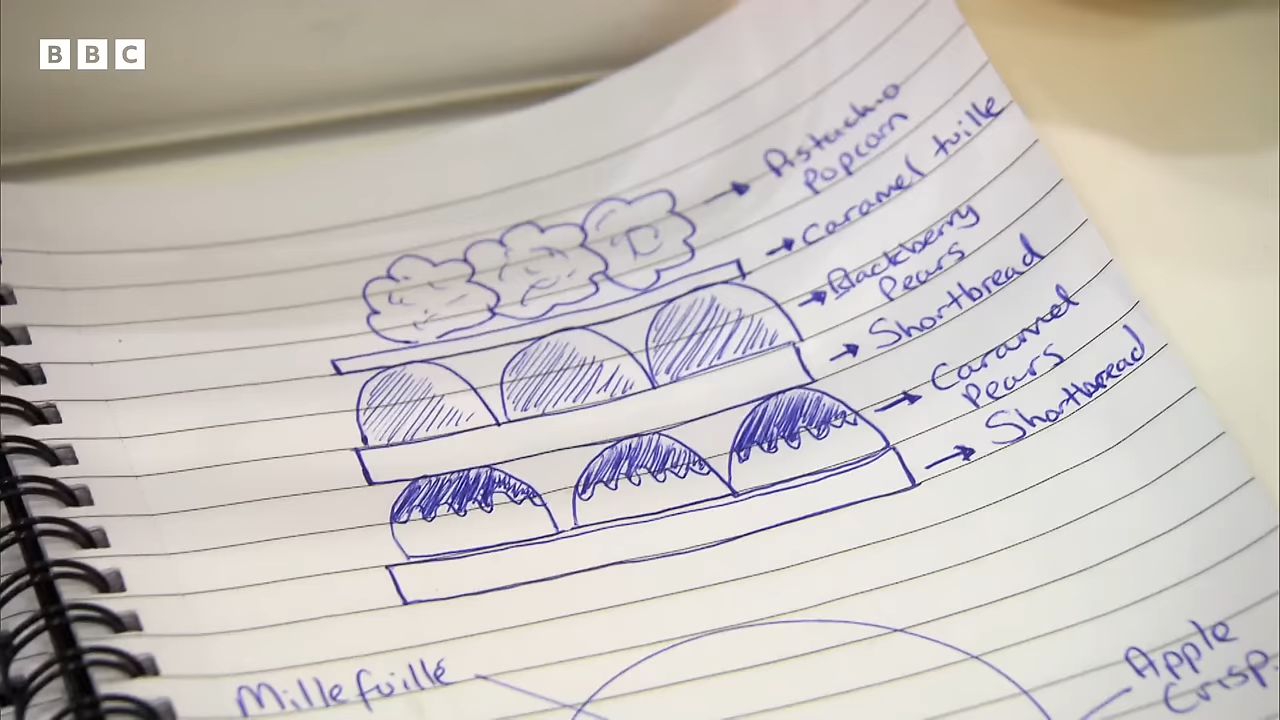 BBC
Pistachio
Popcorn
Caramel tuille
Blackberry
Pears
Shortbread
Caramel
Pears
Shortbread
Millefuille
Apple
Crisp